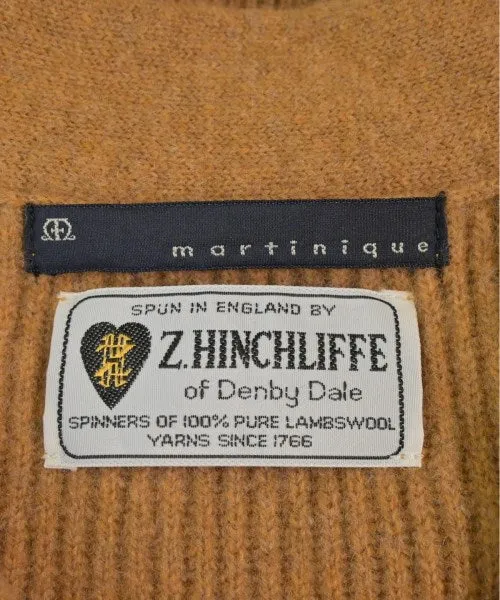 martinique
SPUN IN ENGLAND BY
Z.HINCHLIFFE
of Denby Dale
SPINNERS OF 100% PURE LAMBSWOOL
YARNS SINCE 1766